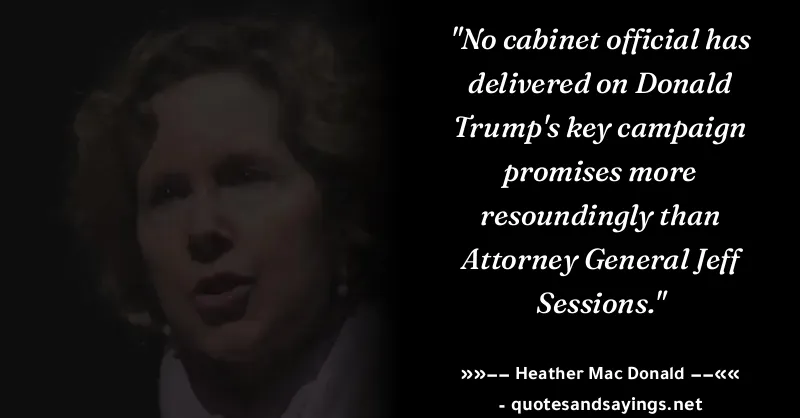 "No cabinet official has
delivered on Donald
Trump's key campaign
promises more
resoundingly than
Attorney General Jeff
Sessions."
»»−− Heather Mac Donald −−««
- quotesandsayings.net